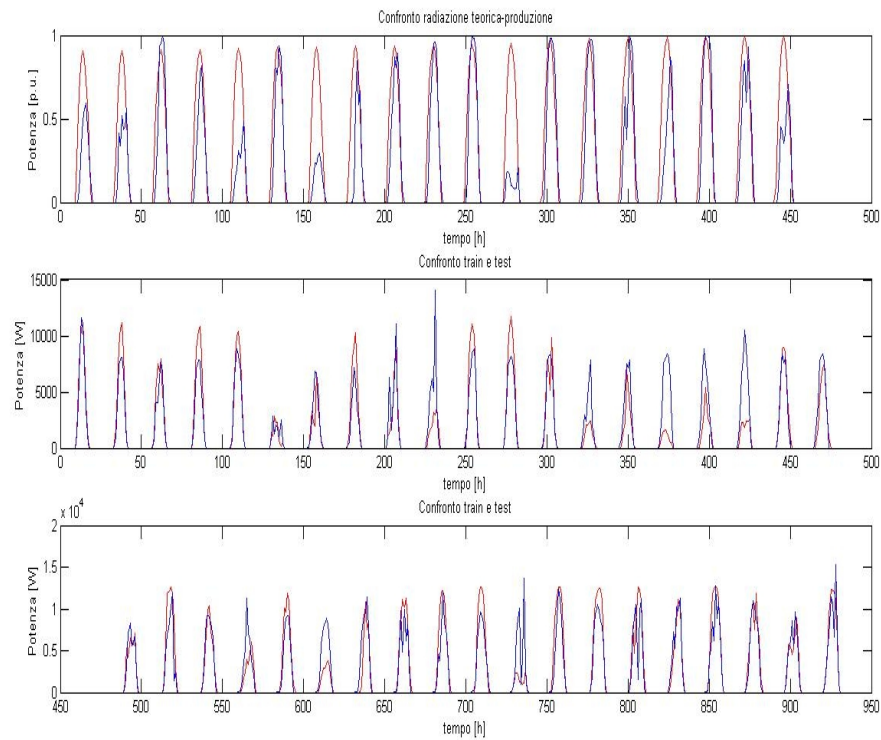 Confronto radiazione teorica-produzione
1
0.5
0
Potenza [p.u.]
0 50 100 150 200 250 300 350 400 450 500
tempo [h]
Confronto train e test
15000
10000
5000
0
Potenza [W]
0 50 100 150 200 250 300 350 400 450 500
tempo [h]
x 10^4
Confronto train e test
2
1.5
1
0.5
0
Potenza [W]
450 500 550 600 650 700 750 800 850 900 950
tempo [h]